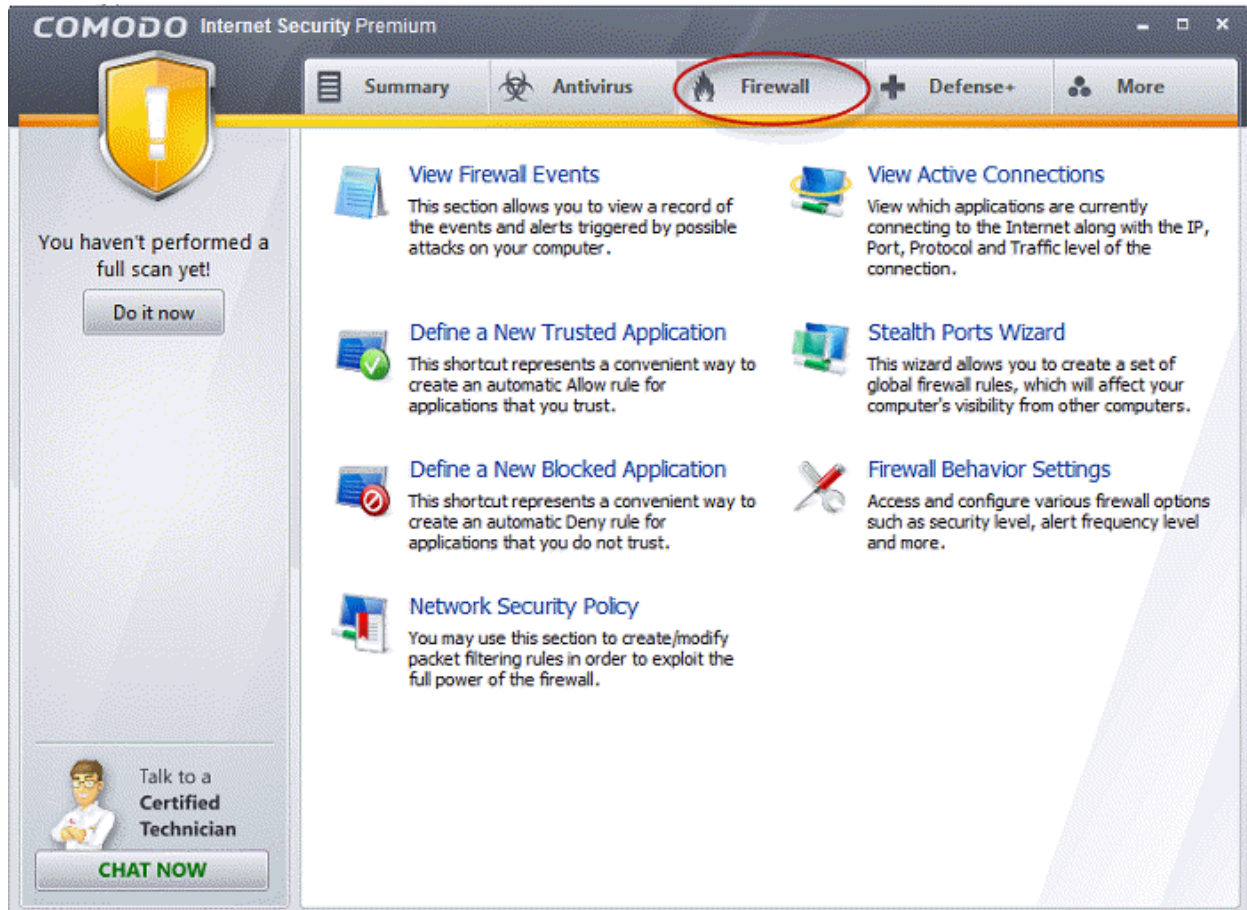 COMODO Internet Security Premium
Summary
Antivirus
Firewall
Defense+
More
You haven't performed a
full scan yet!
Do it now
View Firewall Events
This section allows you to view a record of
the events and alerts triggered by possible
attacks on your computer.
View Active Connections
View which applications are currently
connecting to the Internet along with the IP,
Port, Protocol and Traffic level of the
connection.
Define a New Trusted Application
This shortcut represents a convenient way to
create an automatic Allow rule for
applications that you trust.
Stealth Ports Wizard
This wizard allows you to create a set of
global firewall rules, which will affect your
computer's visibility from other computers.
Define a New Blocked Application
This shortcut represents a convenient way to
create an automatic Deny rule for
applications that you do not trust.
Firewall Behavior Settings
Access and configure various firewall options
such as security level, alert frequency level
and more.
Network Security Policy
You may use this section to create/modify
packet filtering rules in order to exploit the
full power of the firewall.
Talk to a
Certified
Technician
CHAT NOW